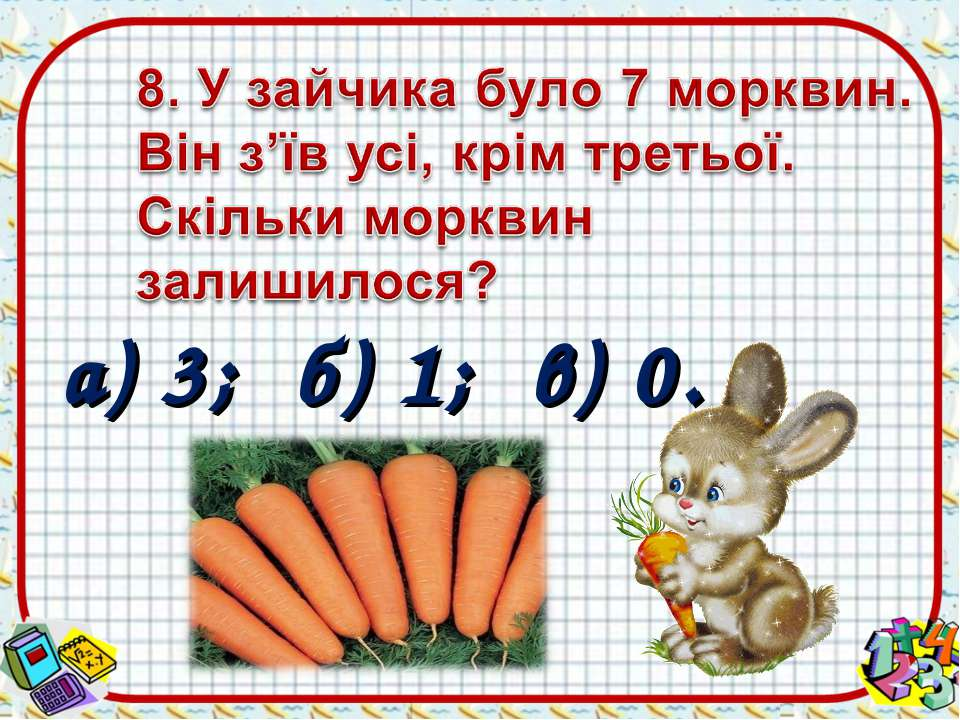 8. У зайчика було 7 морквин.
Він з’їв усі, крім третьої.
Скільки морквин
залишилося?
а) 3; б) 1; в) 0.